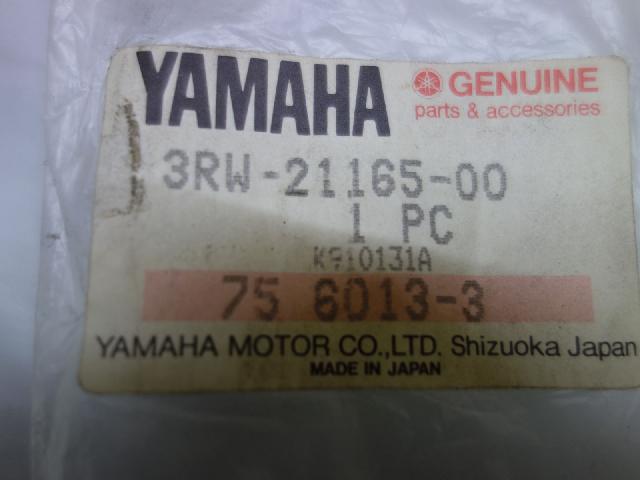 YAMAHA GENUINE
parts & accessories
3RW-21165-00
1 PC
K910131A
75 6013-3
YAMAHA MOTOR CO.,LTD. Shizuoka Japan
MADE IN JAPAN